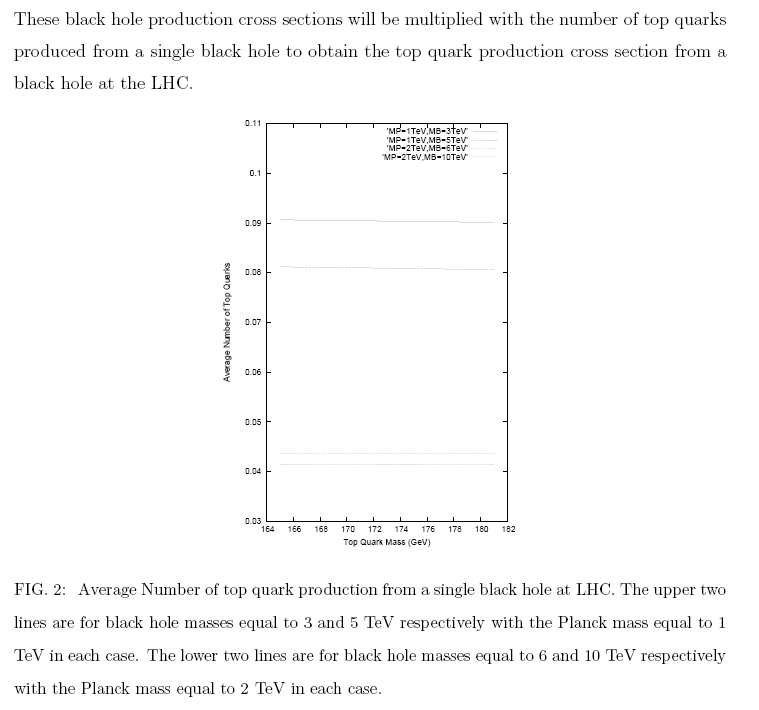 These black hole production cross sections will be multiplied with the number of top quarks
produced from a single black hole to obtain the top quark production cross section from a
black hole at the LHC.
0.11
'MP=1TeV,MB=3TeV'
'MP=1TeV,MB=5TeV'
'MP=2TeV,MB=6TeV'
'MP=2TeV,MB=10TeV'
0.1
0.09
0.08
0.07
0.06
0.05
0.04
0.03
Average Number of Top Quarks
164 166 168 170 172 174 176 178 180 182
Top Quark Mass (GeV)
FIG. 2: Average Number of top quark production from a single black hole at LHC. The upper two
lines are for black hole masses equal to 3 and 5 TeV respectively with the Planck mass equal to 1
TeV in each case. The lower two lines are for black hole masses equal to 6 and 10 TeV respectively
with the Planck mass equal to 2 TeV in each case.